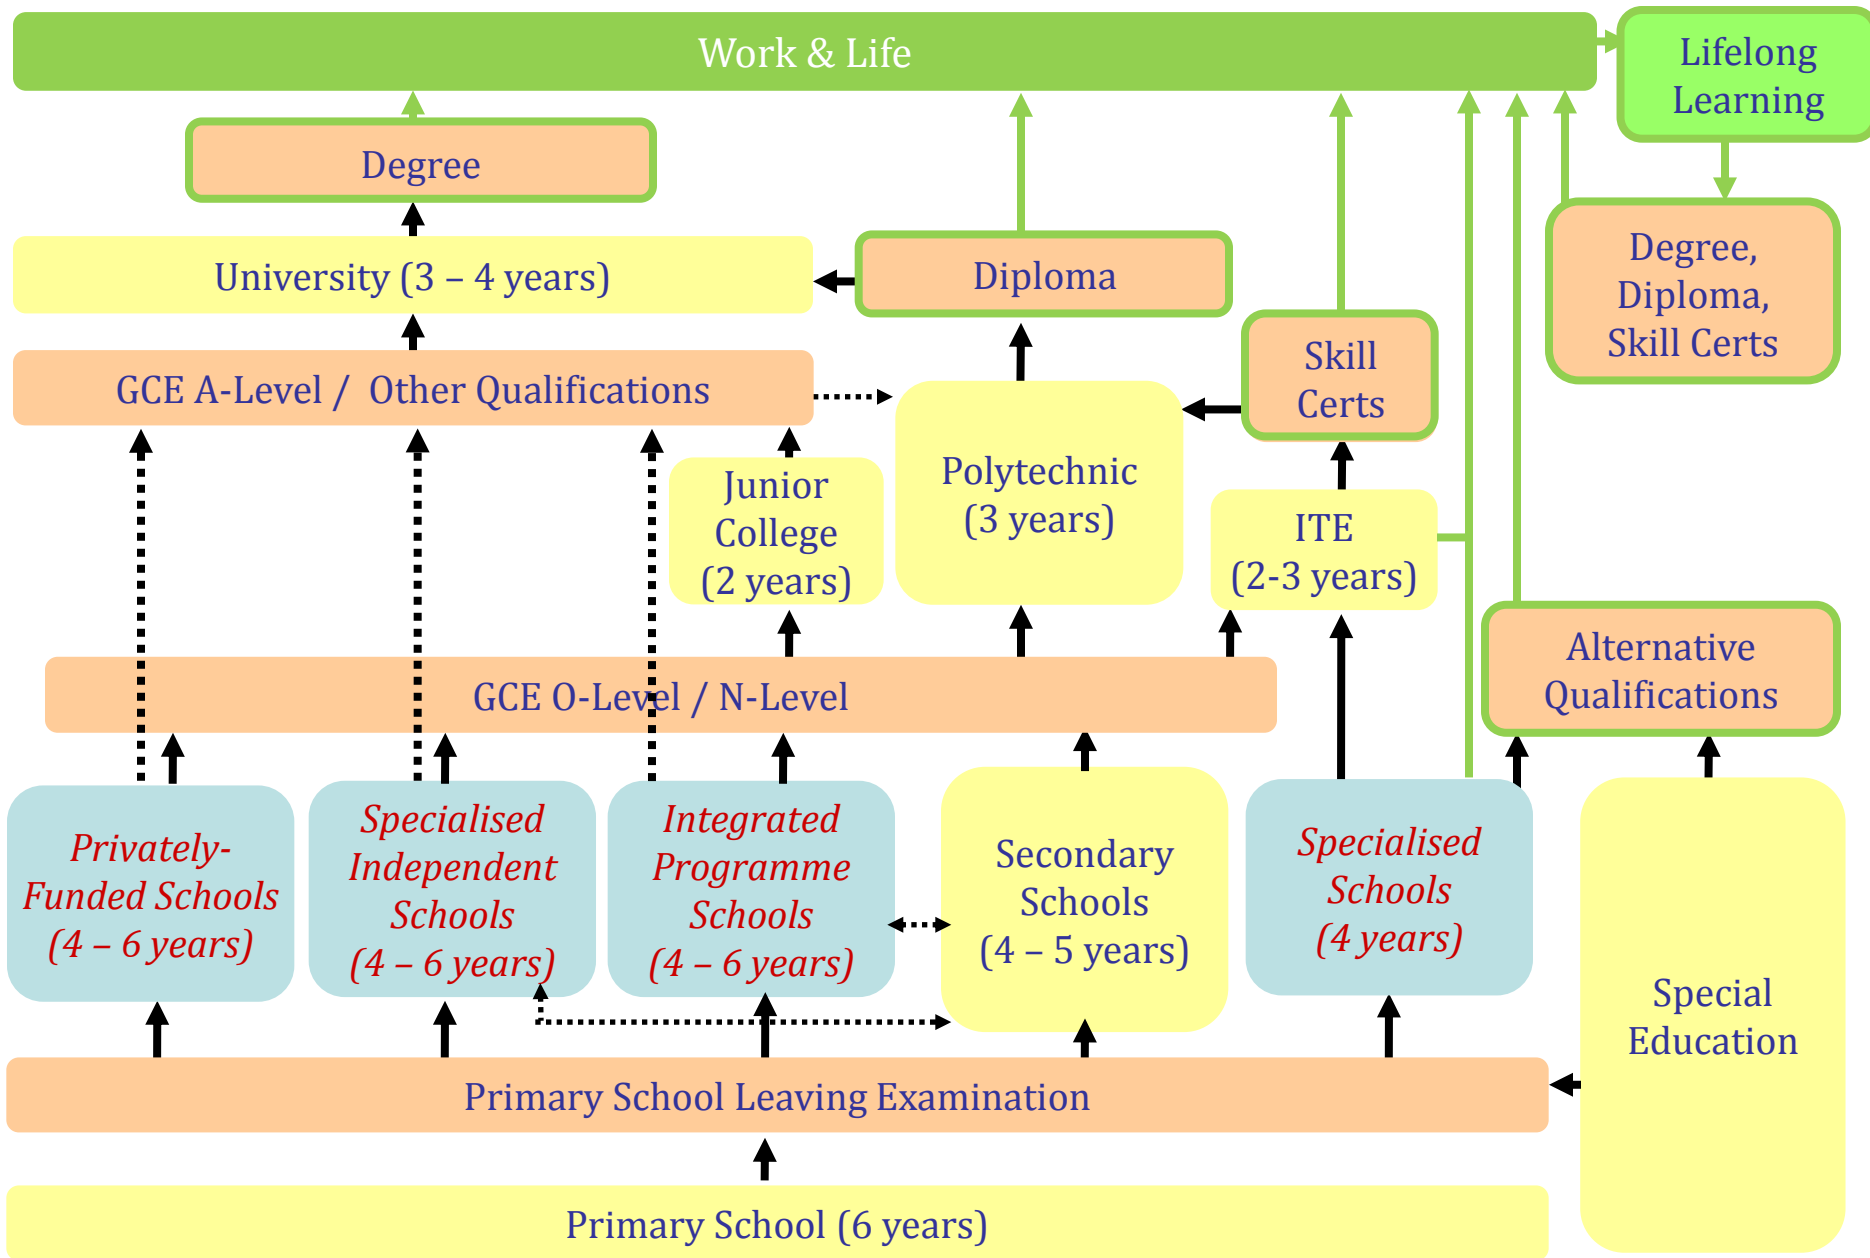 Work & Life
Lifelong
Learning
Degree
Degree,
Diploma,
Skill Certs
University (3 – 4 years)
Diploma
Skill
Certs
GCE A-Level /  Other Qualifications
Junior
College
(2 years)
Polytechnic
(3 years)
ITE
(2-3 years)
Alternative
Qualifications
GCE O-Level / N-Level
Privately-
Funded Schools
(4 – 6 years)
Specialised
Independent
Schools
(4 – 6 years)
Integrated
Programme
Schools
(4 – 6 years)
Secondary
Schools
(4 – 5 years)
Specialised
Schools
(4 years)
Special
Education
Primary School Leaving Examination
Primary School (6 years)